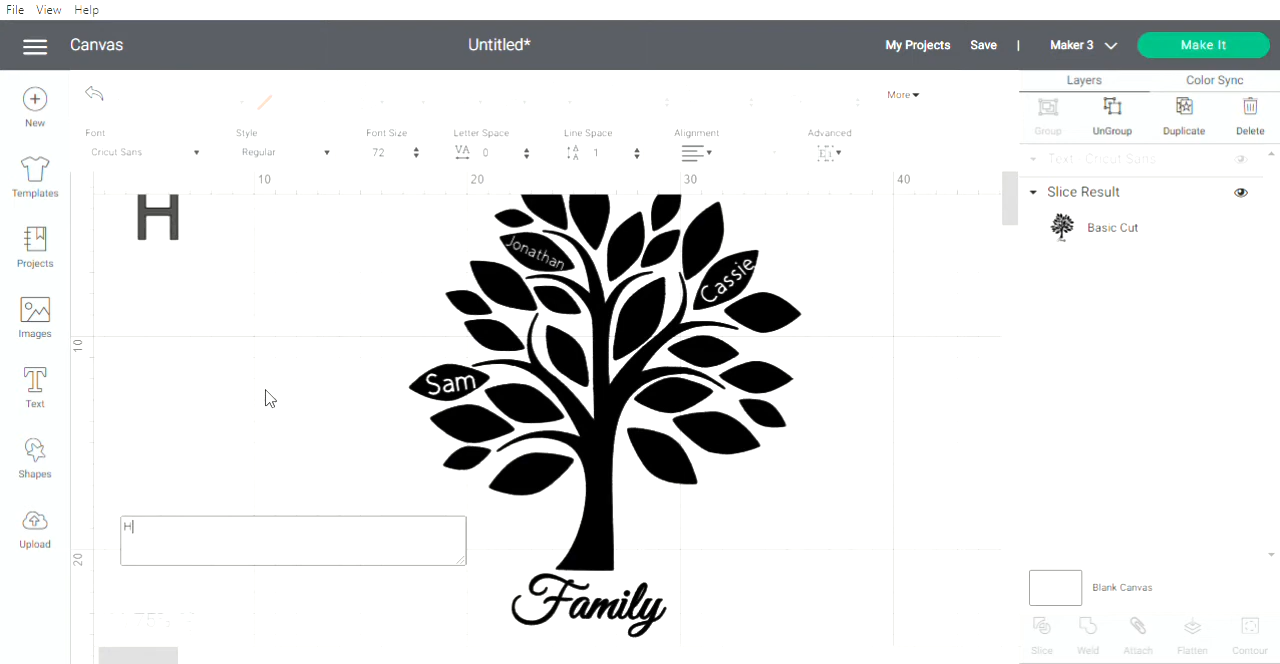 File View Help
Canvas Untitled* My Projects Save | Maker 3 Make It
Layers Color Sync
New
More
Group UnGroup Duplicate Delete
Font Style Font Size Letter Space Line Space Alignment Advanced
Cricut Sans Regular 72 VA 0 1
Text Cricut Sans
Templates
10 20 30 40
Slice Result
Basic Cut
H
Jonathan
Cassie
Projects
Images
10
Sam
Text
Shapes
H
Upload
20
Family
Blank Canvas
Slice Weld Attach Flatten Contour